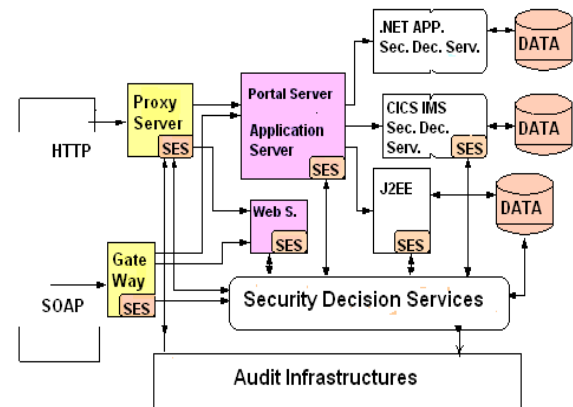 .NET APP.
Sec. Dec. Serv.
DATA
Proxy
Server
SES
Portal Server
Application
Server
SES
CICS IMS
Sec. Dec.
Serv.
SES
DATA
HTTP
J2EE
SES
DATA
Web S.
SES
Gate
Way
SES
SOAP
Security Decision Services
Audit Infrastructures